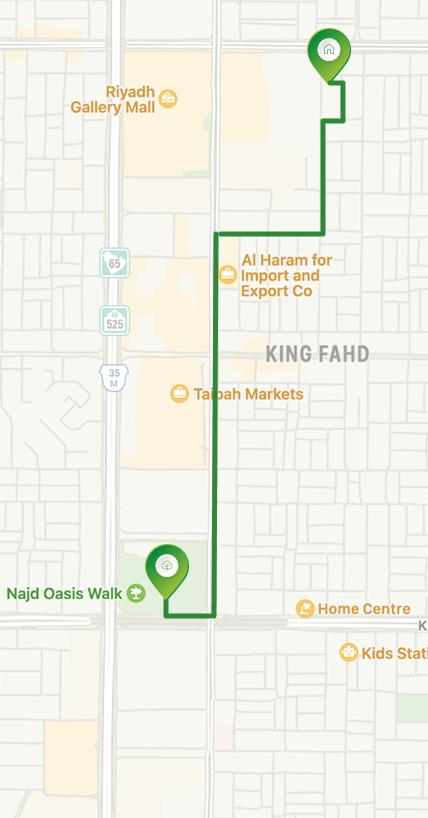 Riyadh
Gallery Mall
65
525
35
M
Al Haram for
Import and
Export Co
KING FAHD
Taibah Markets
Najd Oasis Walk
Home Centre
K
Kids Stati